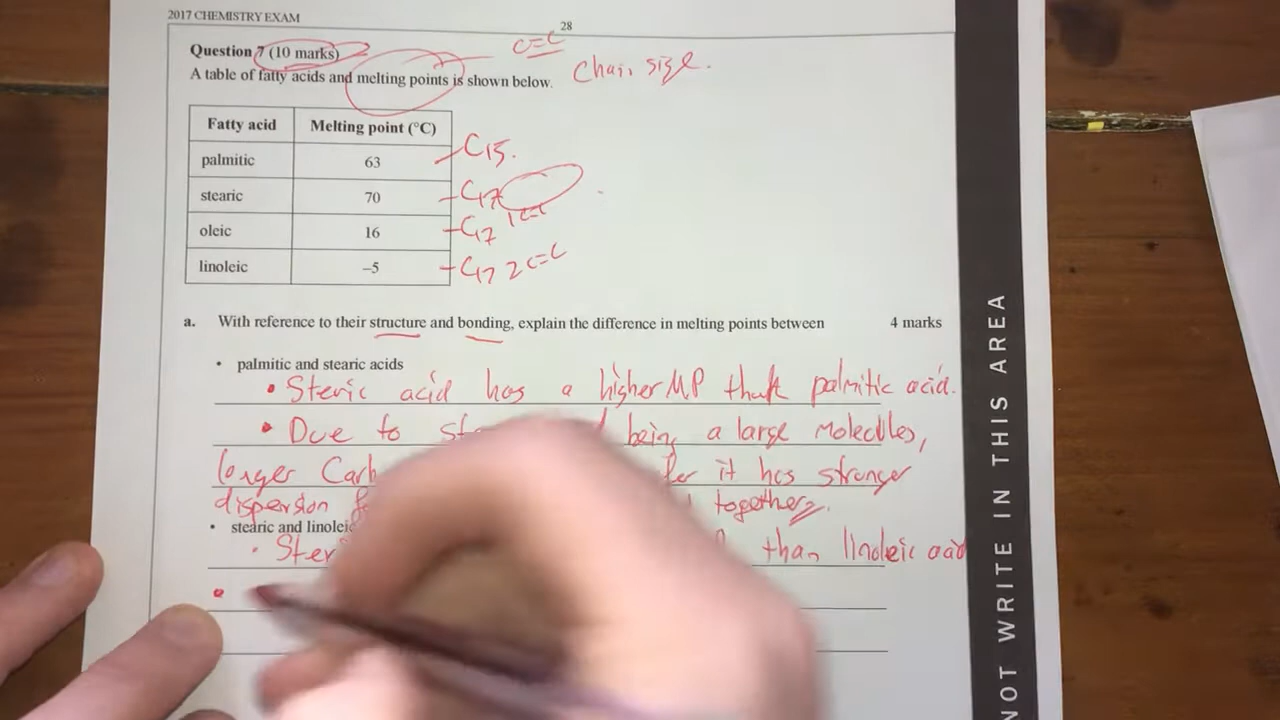 2017 CHEMISTRY EXAM
28
Question 7 (10 marks)
C=C
Chain size.
A table of fatty acids and melting points is shown below.
Fatty acid Melting point (°C)
palmitic 63 C15.
stearic 70 C17
oleic 16 C17 1C=C
linoleic –5 C17 2C=C
a. With reference to their structure and bonding, explain the difference in melting points between 4 marks
• palmitic and stearic acids
• Steric acid has a higher MP than palmitic acid.
• Due to being a large molecules,
longer it has stronger
dispersion together.
• stearic and
• than linoleic acid
NOT WRITE IN THIS AREA